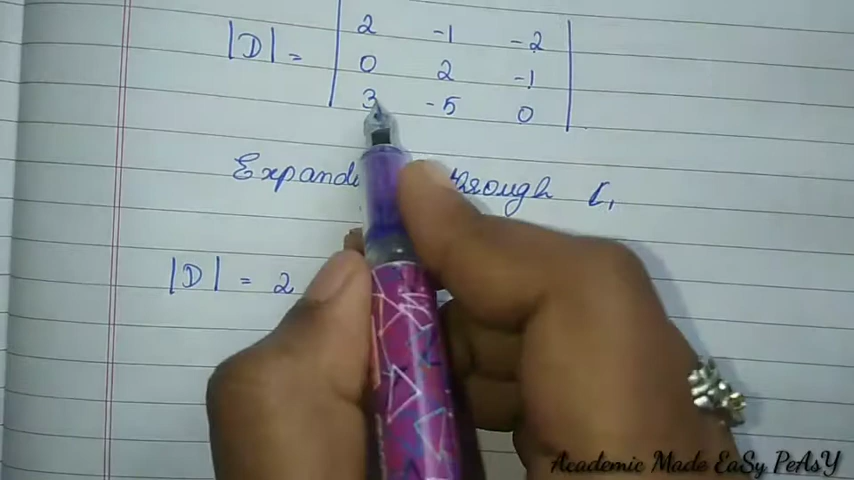 2 -1 -2
|D| = 0 2 -1
3 -5 0
Expand through C₁
|D| = 2
Academic Made EaSy PeAsY